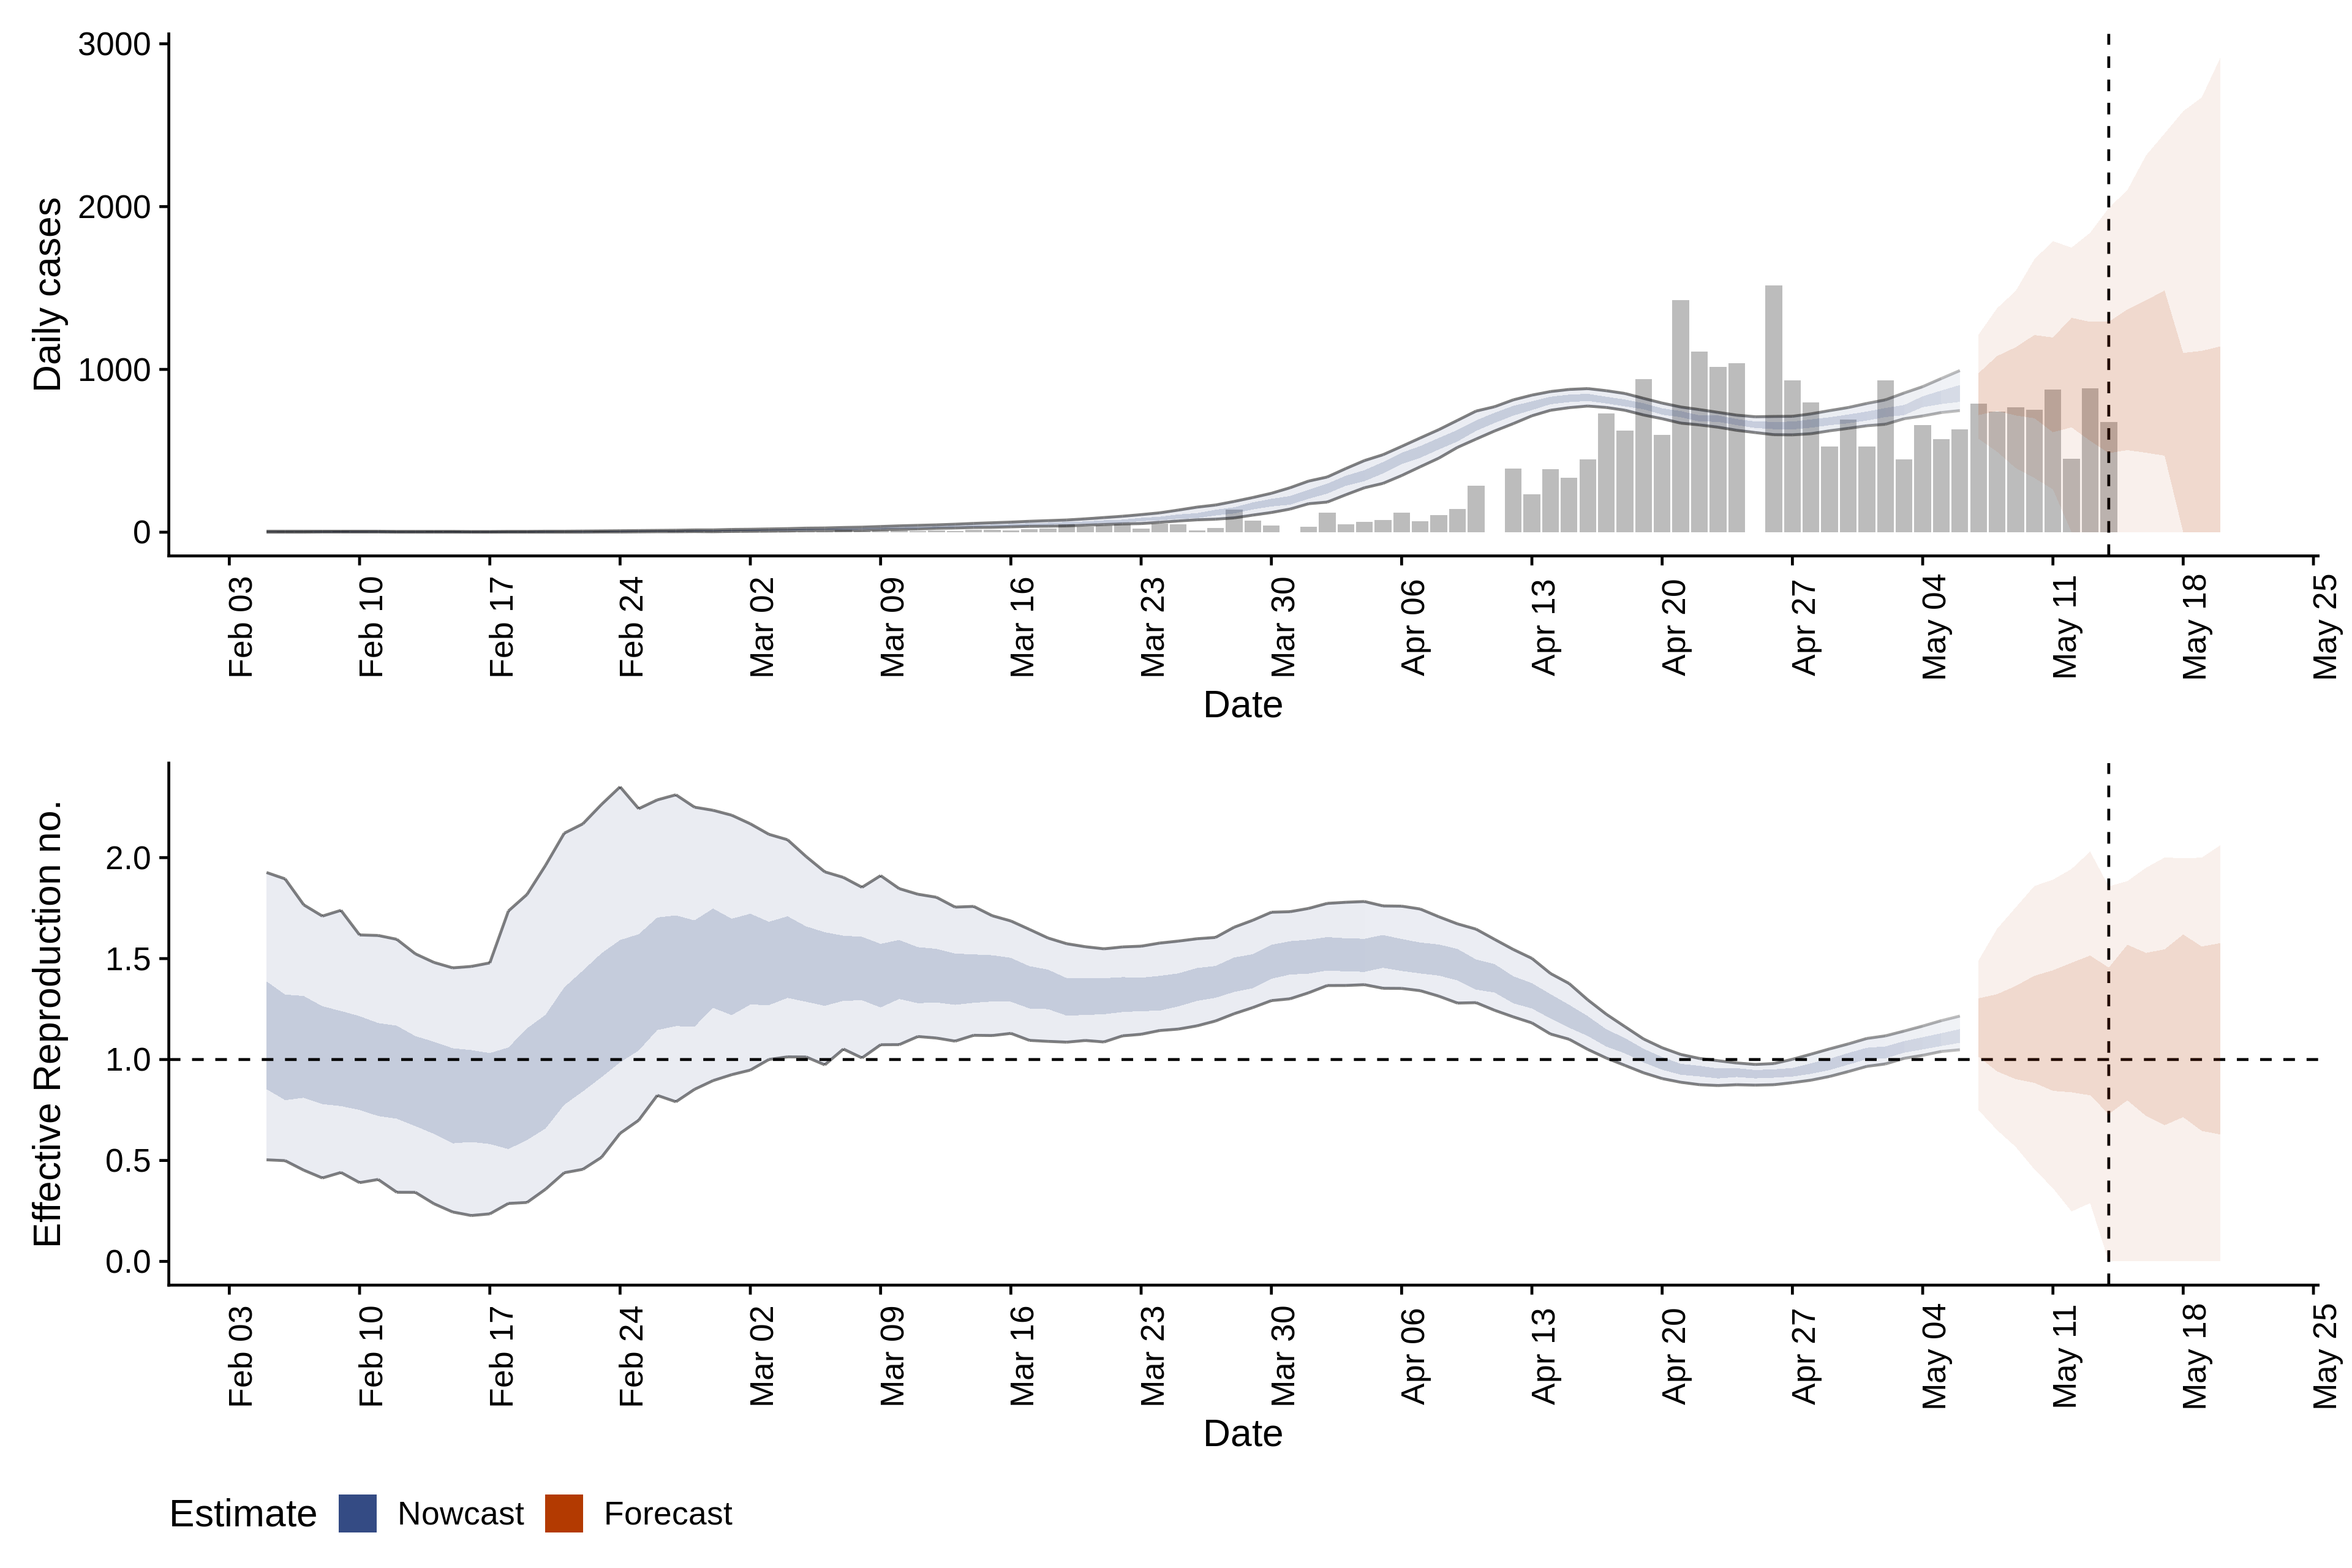 3000
2000
1000
0
Daily cases
Feb 03
Feb 10
Feb 17
Feb 24
Mar 02
Mar 09
Mar 16
Mar 23
Mar 30
Apr 06
Apr 13
Apr 20
Apr 27
May 04
May 11
May 18
May 25
Date
2.0
1.5
1.0
0.5
0.0
Effective Reproduction no.
Feb 03
Feb 10
Feb 17
Feb 24
Mar 02
Mar 09
Mar 16
Mar 23
Mar 30
Apr 06
Apr 13
Apr 20
Apr 27
May 04
May 11
May 18
May 25
Date
Estimate Nowcast Forecast